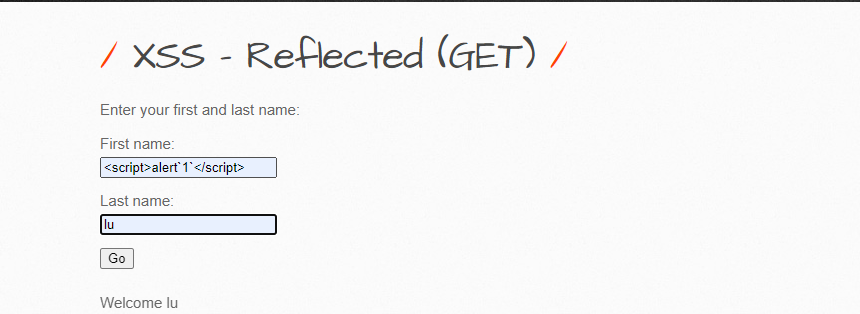 / XSS - Reflected (GET) /
Enter your first and last name:
First name:
<script>alert`1`</script>
Last name:
lu
Go
Welcome lu